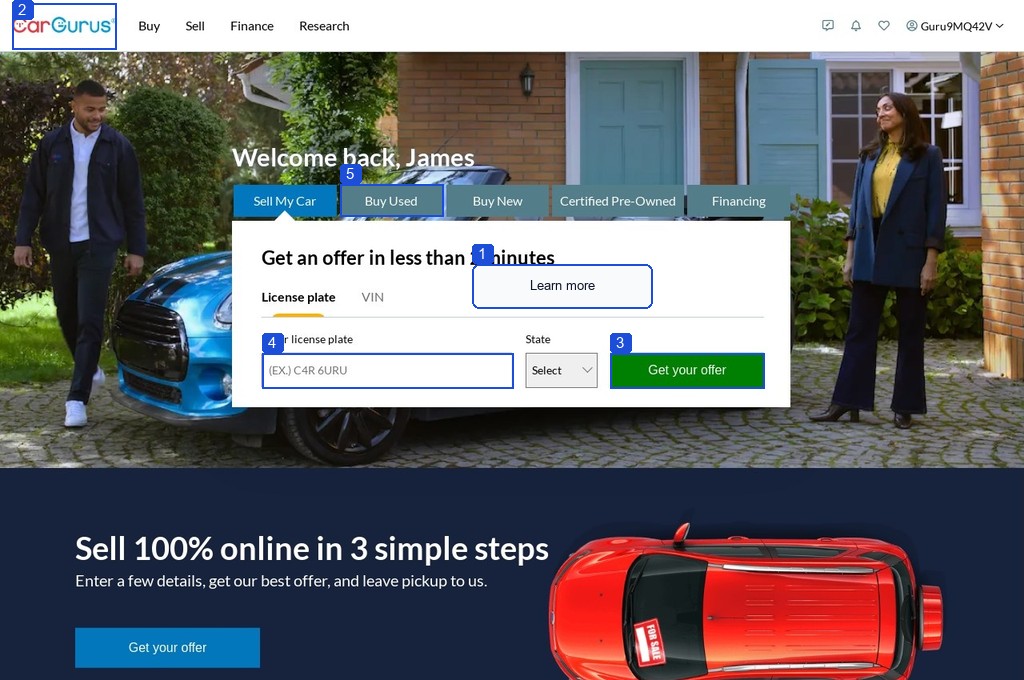 2
CarGurus
Buy
Sell
Finance
Research
Guru9MQ42V
Welcome back, James
5
Sell My Car
Buy Used
Buy New
Certified Pre-Owned
Financing
Get an offer in less than minutes
1
Learn more
License plate
VIN
4
license plate
State
3
(EX.) C4R 6URU
Select
Get your offer
Sell 100% online in 3 simple steps
Enter a few details, get our best offer, and leave pickup to us.
Get your offer
FOR SALE